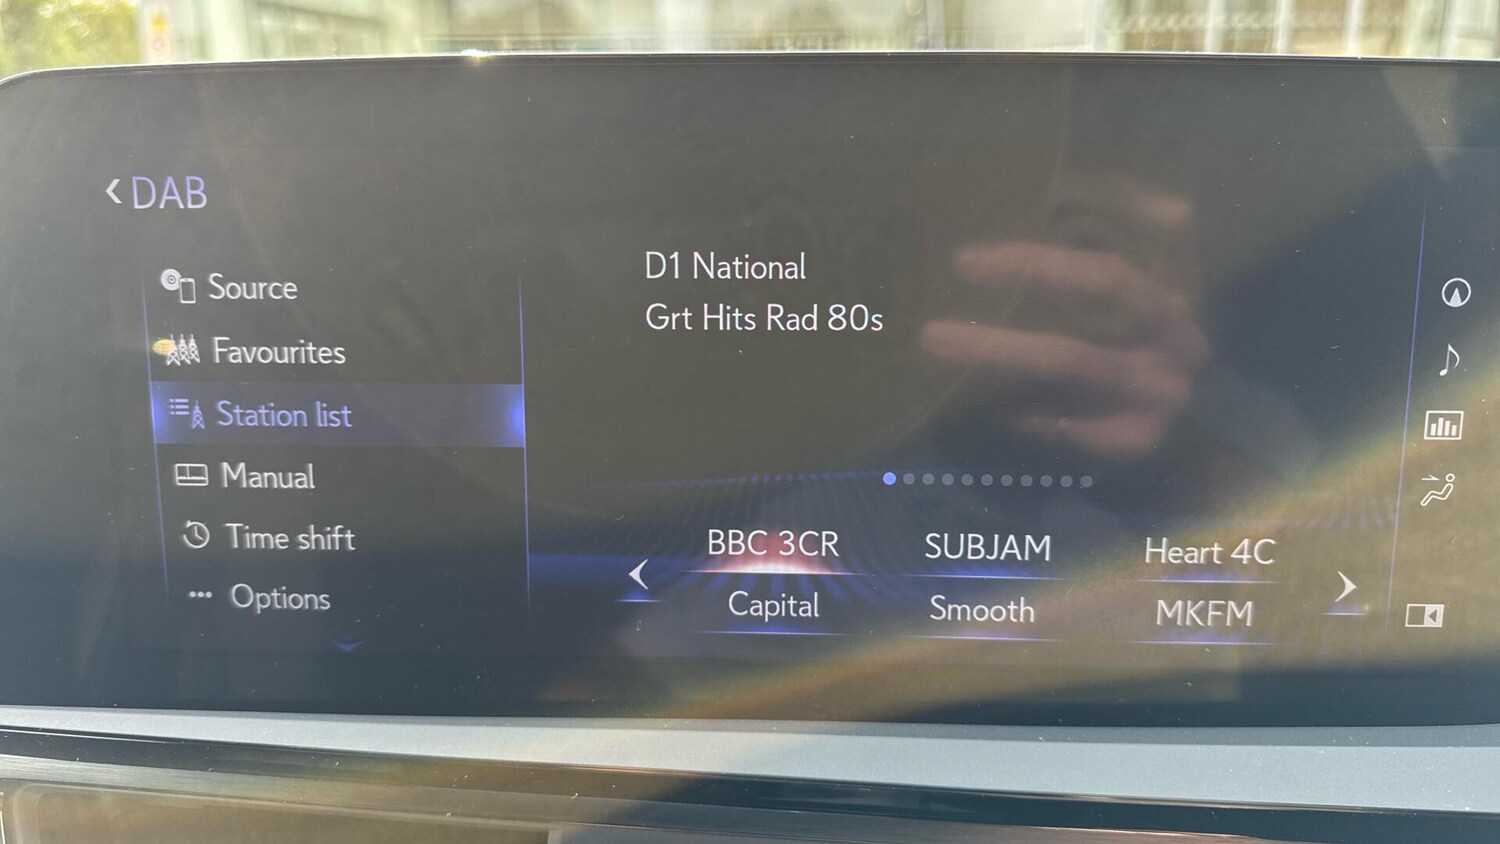 DAB
Source
Favourites
Station list
Manual
Time shift
Options
D1 National
Grt Hits Rad 80s
BBC 3CR
SUBJAM
Heart 4C
Capital
Smooth
MKFM